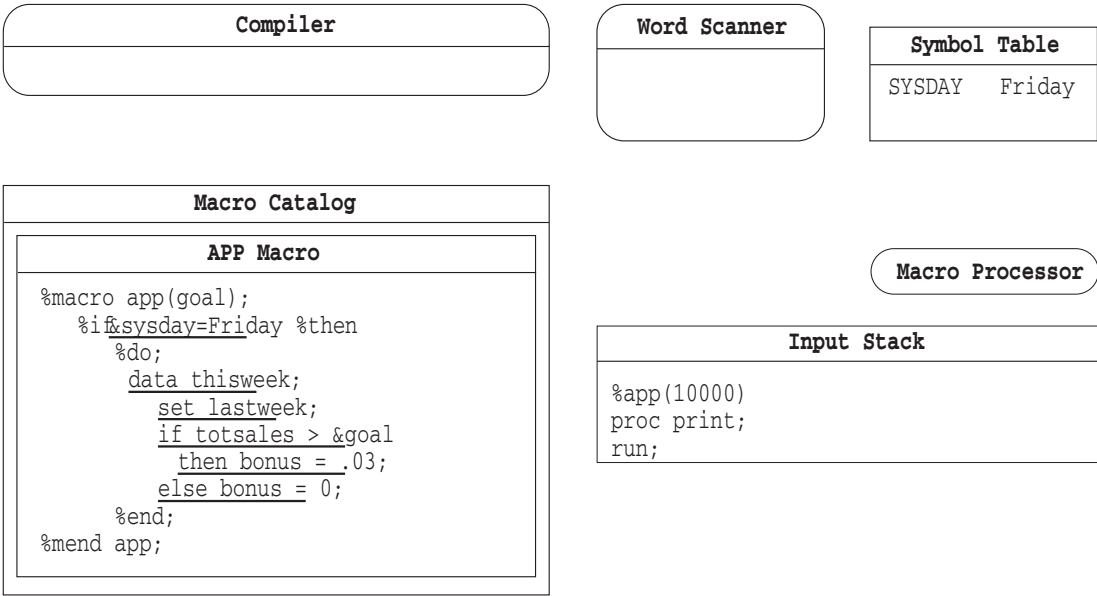 Compiler
Word Scanner
Symbol Table
SYSDAY Friday
Macro Catalog
APP Macro
%macro app(goal);
%if&sysday=Friday %then
%do;
data thisweek;
set lastweek;
if totsales > &goal
then bonus = .03;
else bonus = 0;
%end;
%mend app;
Macro Processor
Input Stack
%app(10000)
proc print;
run;